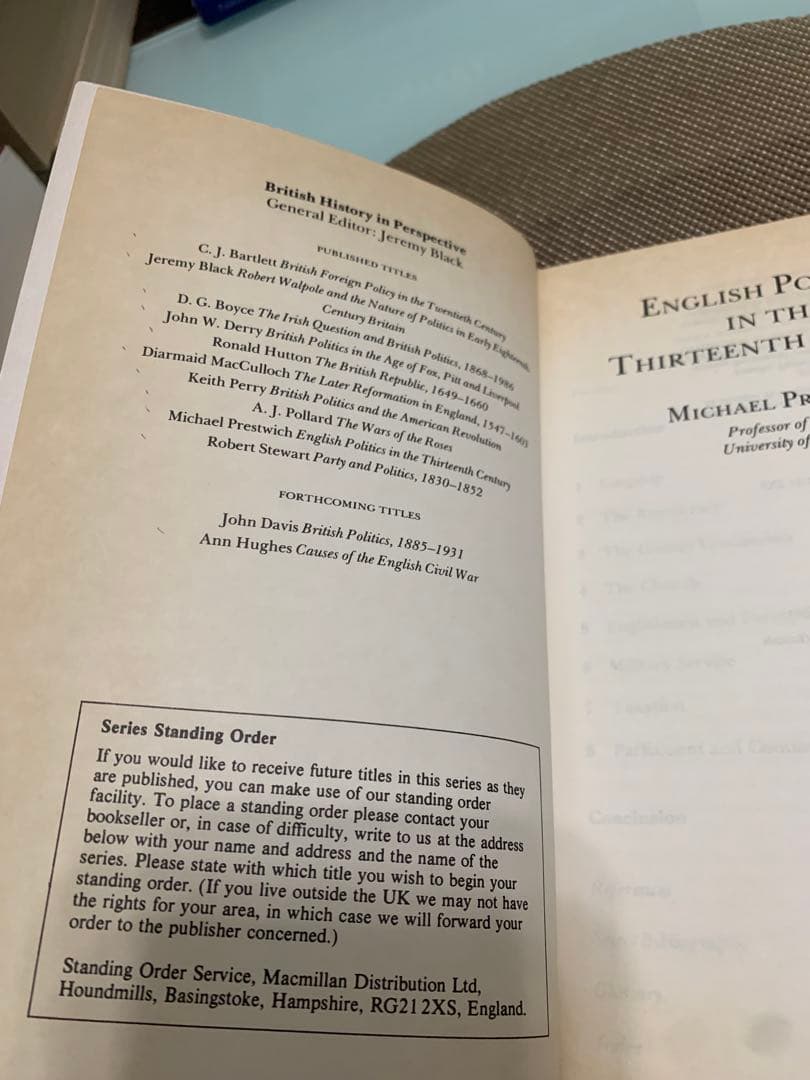 British History in Perspective
General Editor: Jeremy Black
PUBLISHED TITLES
C. J. Bartlett British Foreign Policy in the Twentieth Century
Jeremy Black Robert Walpole and the Nature of Politics in Early Eighteenth
Century Britain
D. G. Boyce The Irish Question and British Politics, 1868–1986
John W. Derry British Politics in the Age of Fox, Pitt and Liverpool
Ronald Hutton The British Republic, 1649–1660
Diarmaid MacCulloch The Later Reformation in England, 1547–1603
Keith Perry British Politics and the American Revolution
A. J. Pollard The Wars of the Roses
Michael Prestwich English Politics in the Thirteenth Century
Robert Stewart Party and Politics, 1830–1852
FORTHCOMING TITLES
John Davis British Politics, 1885–1931
Ann Hughes Causes of the English Civil War
Series Standing Order
If you would like to receive future titles in this series as they
are published, you can make use of our standing order
facility. To place a standing order please contact your
bookseller or, in case of difficulty, write to us at the address
below with your name and address and the name of the
series. Please state with which title you wish to begin your
standing order. (If you live outside the UK we may not have
the rights for your area, in which case we will forward your
order to the publisher concerned.)
Standing Order Service, Macmillan Distribution Ltd,
Houndmills, Basingstoke, Hampshire, RG21 2XS, England.
ENGLISH PO
IN TH
THIRTEENTH
MICHAEL PR
Professor of
University of
Conclusion